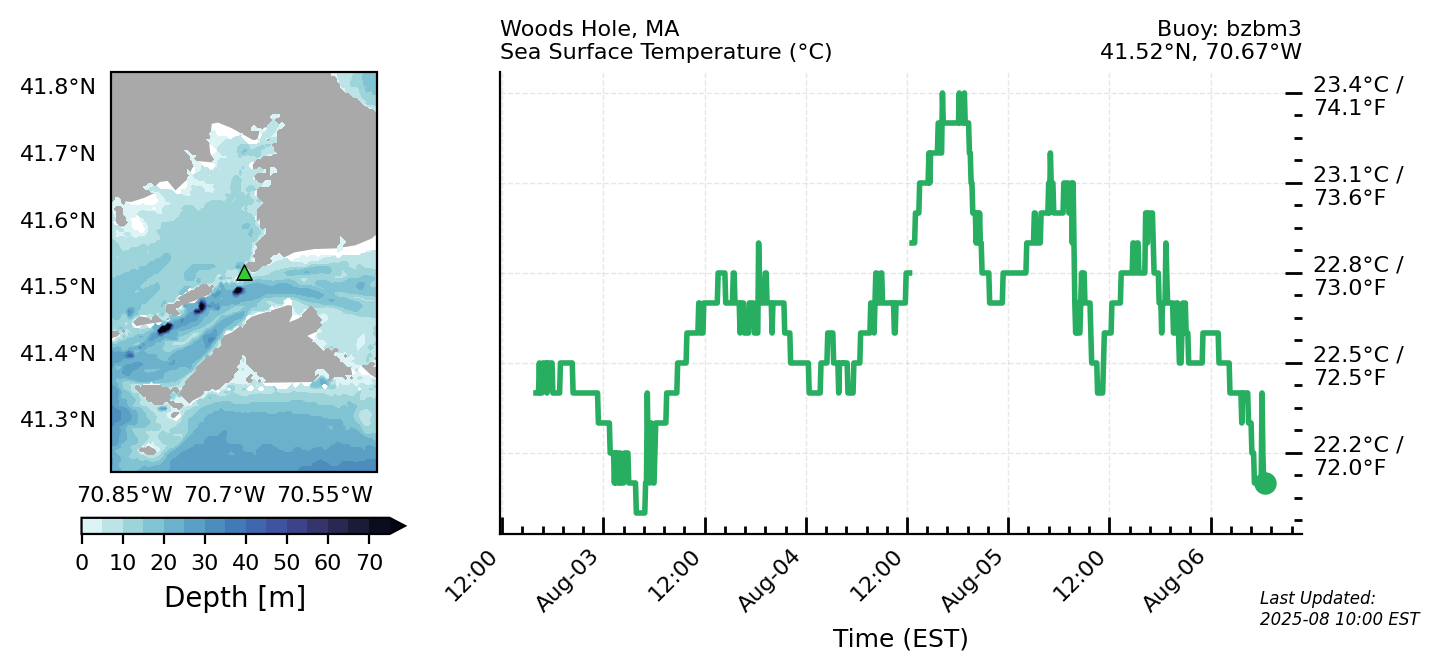 Woods Hole, MA
Sea Surface Temperature (°C)
Buoy: bzbm3
41.52°N, 70.67°W
41.8°N
41.7°N
41.6°N
41.5°N
41.4°N
41.3°N
70.85°W 70.7°W 70.55°W
0 10 20 30 40 50 60 70
Depth [m]
23.4°C /
74.1°F
23.1°C /
73.6°F
22.8°C /
73.0°F
22.5°C /
72.5°F
22.2°C /
72.0°F
12:00
Aug-03
12:00
Aug-04
12:00
Aug-05
12:00
Aug-06
Time (EST)
Last Updated:
2025-08 10:00 EST